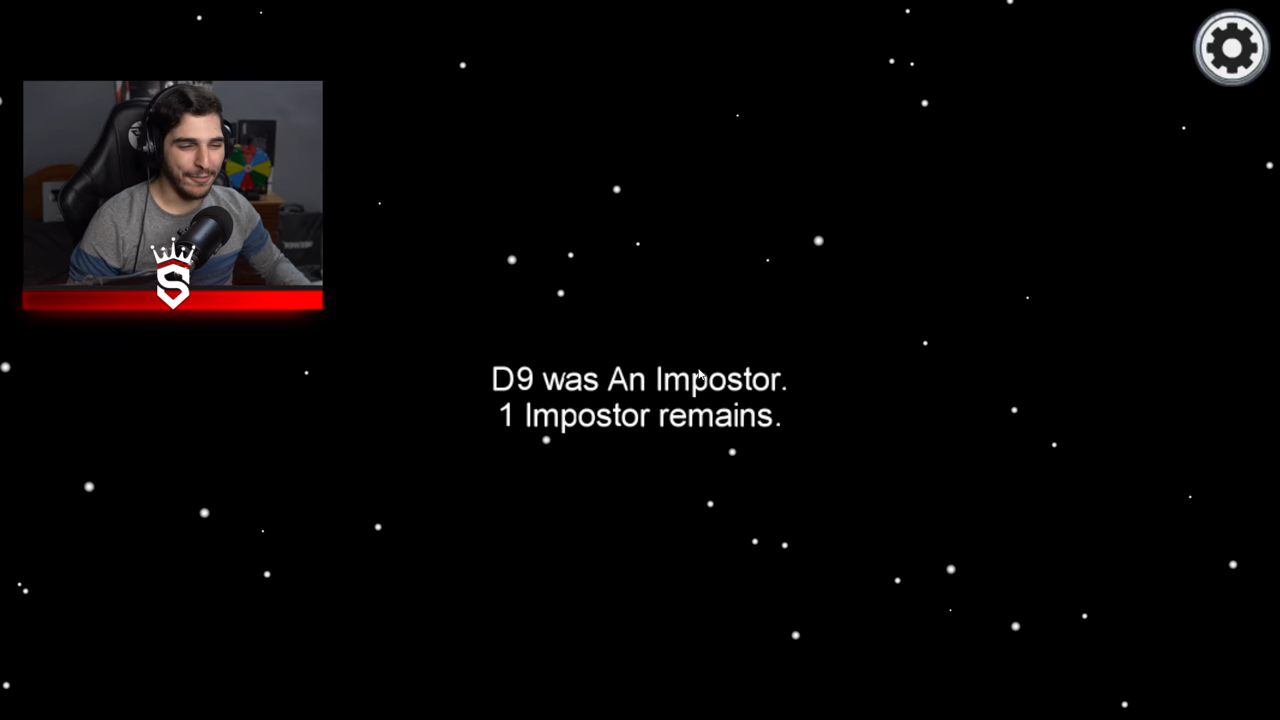 D9 was An Impostor.
1 Impostor remains.
S